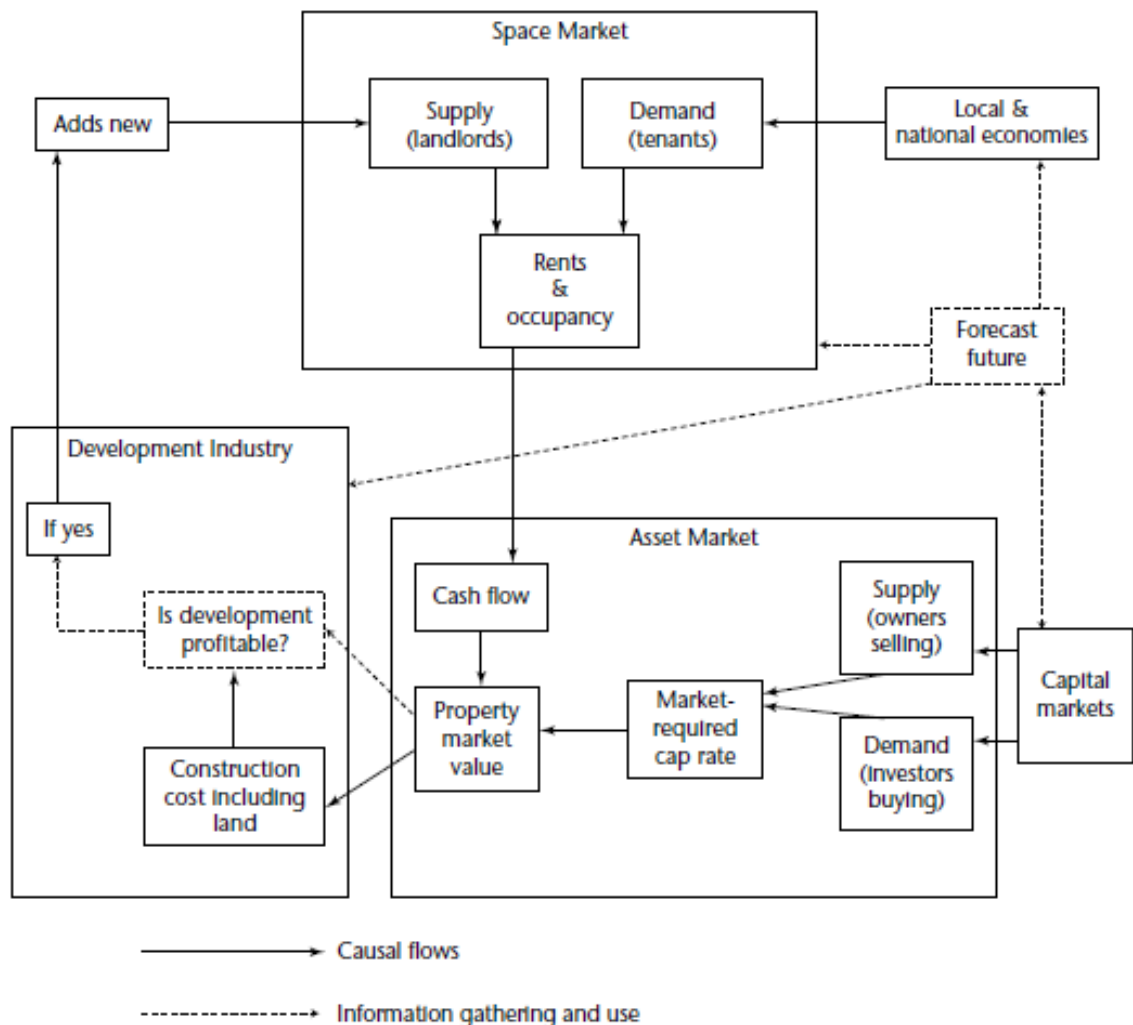 Space Market
Adds new
Supply
(landlords)
Demand
(tenants)
Local &
national economies
Rents
&
occupancy
Forecast
future
Development Industry
If yes
Is development
profitable?
Construction
cost including
land
Asset Market
Cash flow
Property
market
value
Market-
required
cap rate
Supply
(owners
selling)
Demand
(investors
buying)
Capital
markets
Causal flows
Information gathering and use